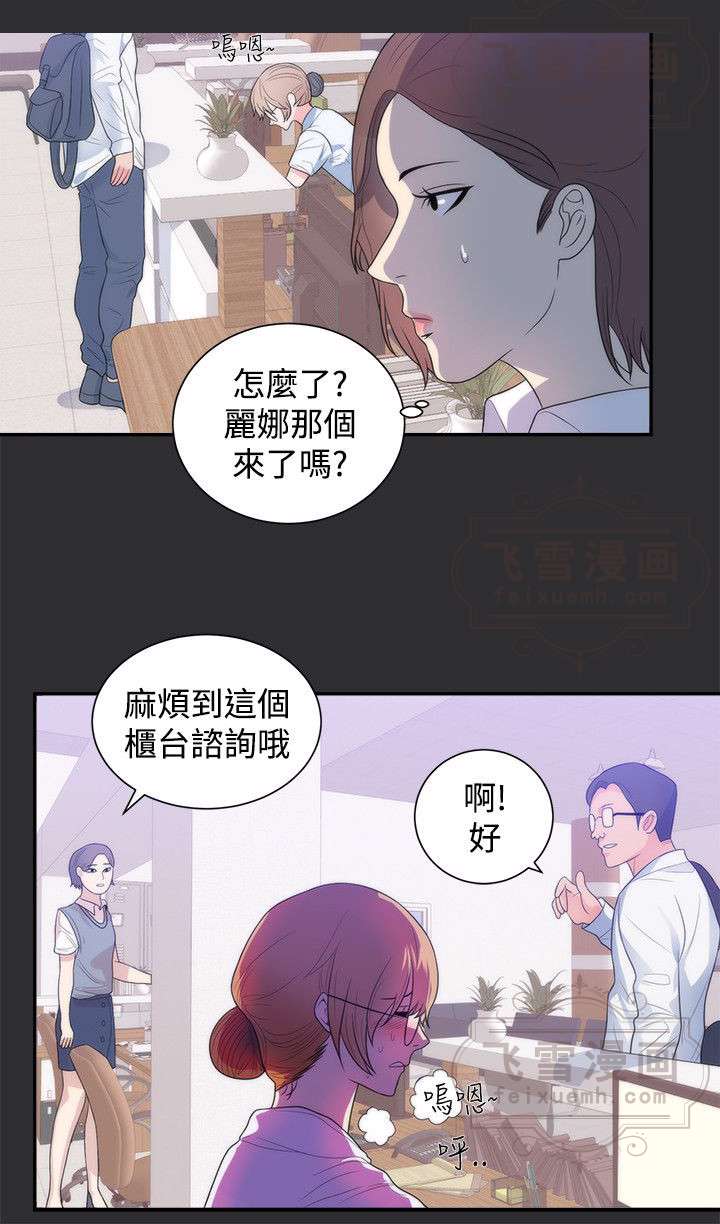 嗚嗯~
怎麼了?
麗娜那個
來了嗎?
飞雪漫画
feixuemh.com
麻煩到這個
櫃台諮詢哦
啊!
好
飞雪漫画
feixuemh.com
嗚嗯~
呼..